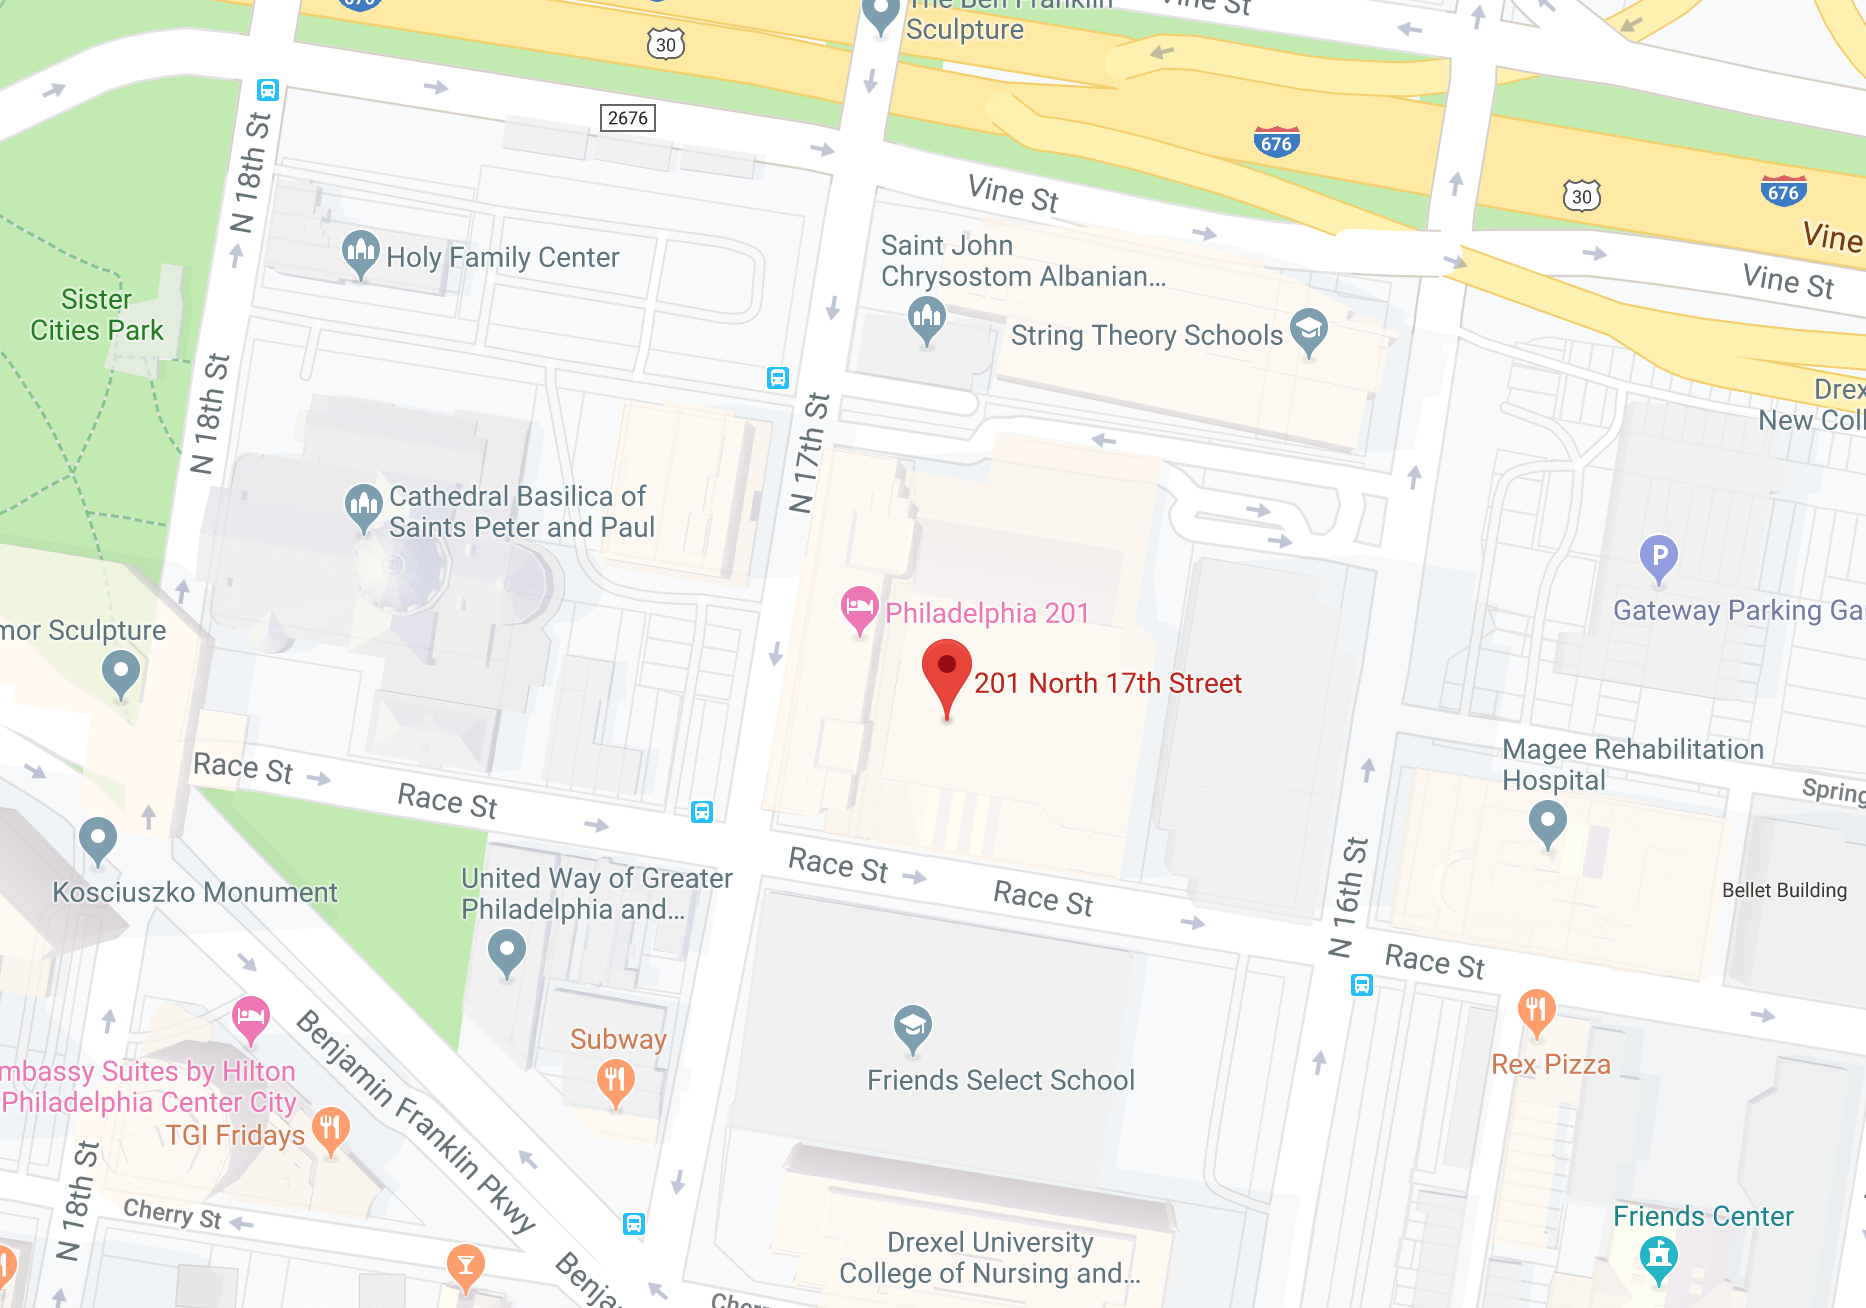 676
The Ben Franklin
Sculpture
Vine St
30
2676
676
30
676
Vine
N 18th St
Vine St
Holy Family Center
Saint John
Chrysostom Albanian...
Vine St
Sister
Cities Park
String Theory Schools
N 18th St
N 17th St
Drex
New Coll
Cathedral Basilica of
Saints Peter and Paul
P
Gateway Parking Gar
Philadelphia 201
mor Sculpture
201 North 17th Street
Race St
Race St
Magee Rehabilitation
Hospital
Spring
Kosciuszko Monument
United Way of Greater
Philadelphia and...
Race St
Race St
N 16th St
Bellet Building
Race St
Benjamin Franklin Pkwy
Subway
Friends Select School
Rex Pizza
mbassy Suites by Hilton
Philadelphia Center City
TGI Fridays
N 18th St
Cherry St
Benja
Drexel University
College of Nursing and...
Friends Center
Cher